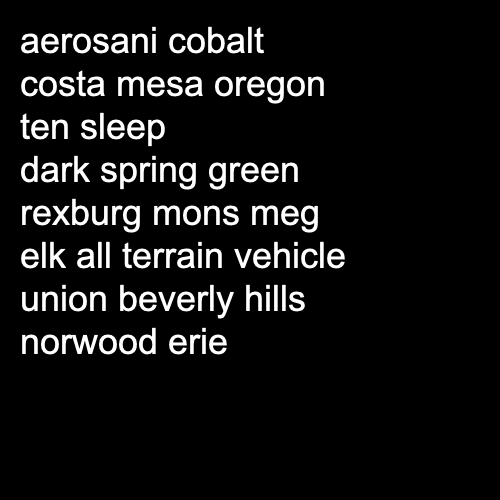 aerosani cobalt
costa mesa oregon
ten sleep
dark spring green
rexburg mons meg
elk all terrain vehicle
union beverly hills
norwood erie